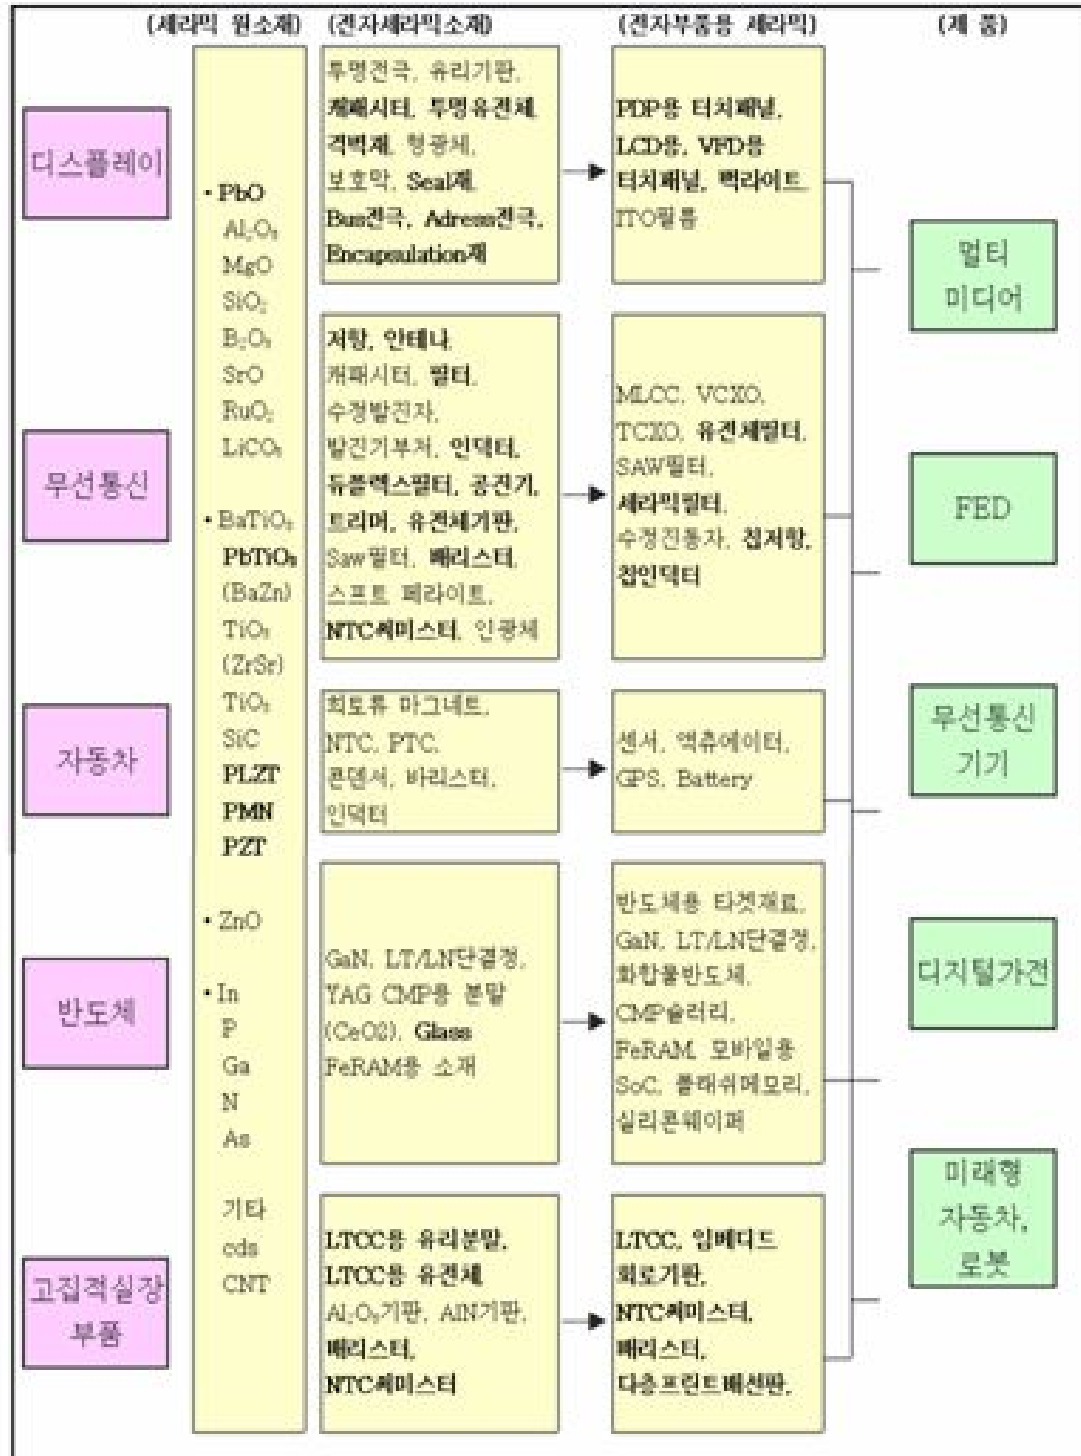 (세라믹 원소재)
(전자세라믹소재)
(전자부품용 세라믹)
(제 품)
디스플레이
무선통신
자동차
반도체
고집적실장
부품
• PbO
Al₂O₃
MgO
SiO₂
B₂O₃
SrO
RuO₂
LiCO₃
• BaTiO₃
PbTiO₃
(BaZn)
TiO₃
(ZrSr)
TiO₃
SiC
PLZT
PMN
PZT
• ZnO
• In
P
Ga
N
As
기타
cds
CNT
투명전극, 유리기판,
캐패시터, 투명유전체,
격벽재, 형광체,
보호막, Seal재,
Bus전극, Adress전극,
Encapsulation재
저항, 안테나,
캐패시터, 필터,
수정발진자,
발진기부저, 인덕터,
듀플렉스필터, 공진기,
트리머, 유전체기판,
Saw필터, 배리스터,
스프트 페라이트,
NTC써미스터, 인광체
희토류 마그네트,
NTC, PTC,
콘덴서, 바리스터,
인덕터
GaN, LT/LN단결정,
YAG CMP용 분말
(CeO2), Glass
FeRAM용 소재
LTCC용 유리분말,
LTCC용 유전체,
Al₂O₃기판, AlN기판,
배리스터,
NTC써미스터
PDP용 터치패널,
LCD용, VFD용
터치패널, 백라이트,
ITO필름
MLCC, VCXO,
TCXO, 유전체필터,
SAW필터,
세라믹필터,
수정진동자, 칩저항,
칩인덕터
센서, 액츄에이터,
GPS, Battery
반도체용 타겟재료,
GaN, LT/LN단결정,
화합물반도체,
CMP슬러리,
FeRAM, 모바일용
SoC, 플래쉬메모리,
실리콘웨이퍼
LTCC, 임베디드
회로기판,
NTC써미스터,
배리스터,
다층프린트배선판,
멀티
미디어
FED
무선통신
기기
디지털가전
미래형
자동차,
로봇